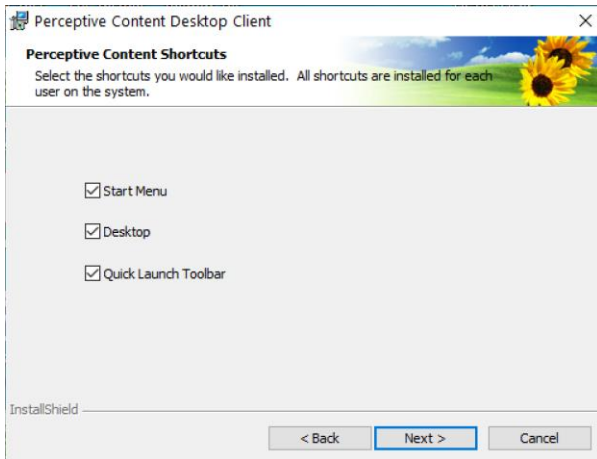 Perceptive Content Desktop Client
Perceptive Content Shortcuts
Select the shortcuts you would like installed. All shortcuts are installed for each
user on the system.
Start Menu
Desktop
Quick Launch Toolbar
InstallShield
< Back
Next >
Cancel